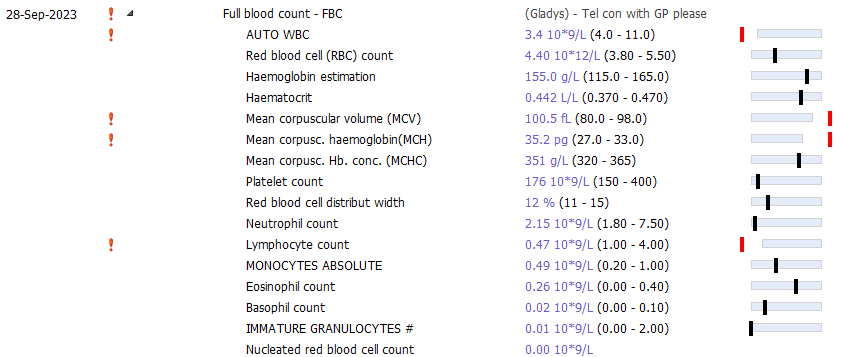 28-Sep-2023 ! Full blood count - FBC (Gladys) - Tel con with GP please
! AUTO WBC 3.4 10*9/L (4.0 - 11.0)
Red blood cell (RBC) count 4.40 10*12/L (3.80 - 5.50)
Haemoglobin estimation 155.0 g/L (115.0 - 165.0)
Haematocrit 0.442 L/L (0.370 - 0.470)
! Mean corpuscular volume (MCV) 100.5 fL (80.0 - 98.0)
! Mean corpusc. haemoglobin(MCH) 35.2 pg (27.0 - 33.0)
Mean corpusc. Hb. conc. (MCHC) 351 g/L (320 - 365)
Platelet count 176 10*9/L (150 - 400)
Red blood cell distribut width 12 % (11 - 15)
Neutrophil count 2.15 10*9/L (1.80 - 7.50)
! Lymphocyte count 0.47 10*9/L (1.00 - 4.00)
MONOCYTES ABSOLUTE 0.49 10*9/L (0.20 - 1.00)
Eosinophil count 0.26 10*9/L (0.00 - 0.40)
Basophil count 0.02 10*9/L (0.00 - 0.10)
IMMATURE GRANULOCYTES # 0.01 10*9/L (0.00 - 2.00)
Nucleated red blood cell count 0.00 10*9/L